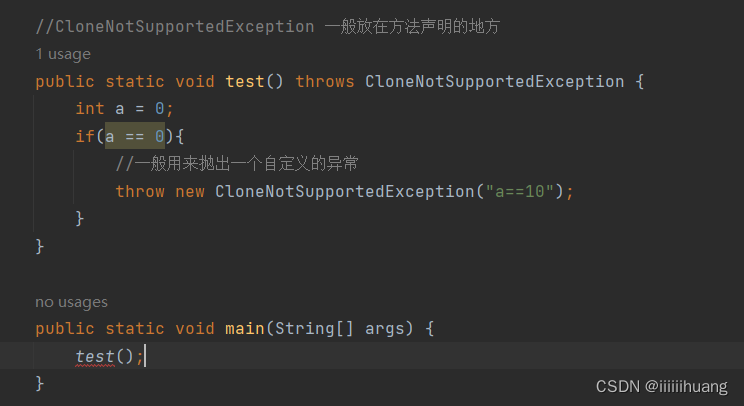 //CloneNotSupportedException 一般放在方法声明的地方
1 usage
public static void test() throws CloneNotSupportedException {
    int a = 0;
    if(a == 0){
        //一般用来抛出一个自定义的异常
        throw new CloneNotSupportedException("a==10");
    }
}
no usages
public static void main(String[] args) {
    test();
}
CSDN @iiiiiihuang